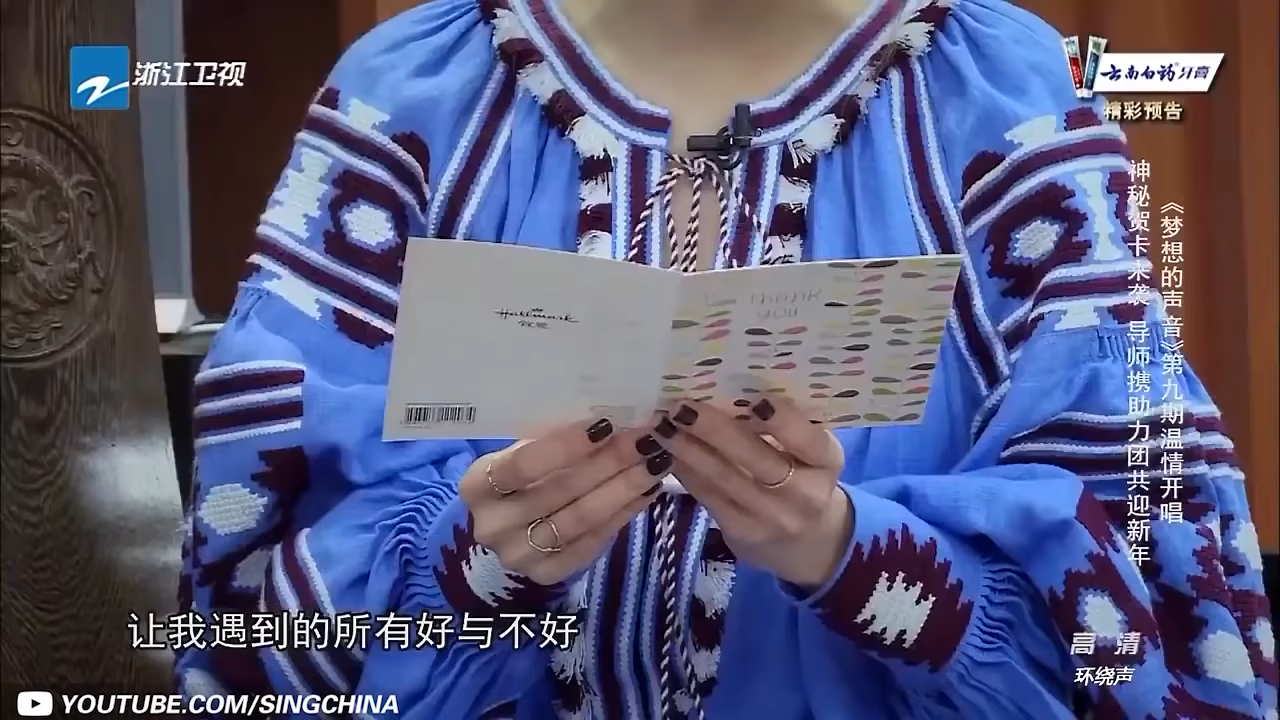 浙江卫视
云南白药牙膏
精彩预告
《梦想的声音》第九期温情开唱
神秘贺卡来袭 导师携助力团共迎新年
Hallmark
thank
you
让我遇到的所有好与不好
高清
环绕声
YOUTUBE.COM/SINGCHINA